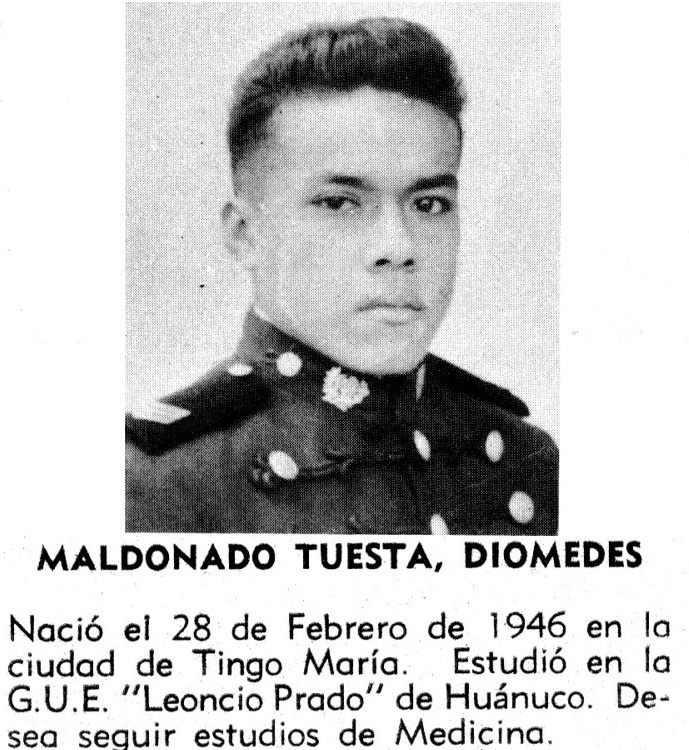 MALDONADO TUESTA, DIOMEDES
Nació el 28 de Febrero de 1946 en la
ciudad de Tingo María. Estudió en la
G.U.E. "Leoncio Prado" de Huánuco. De-
sea seguir estudios de Medicina.